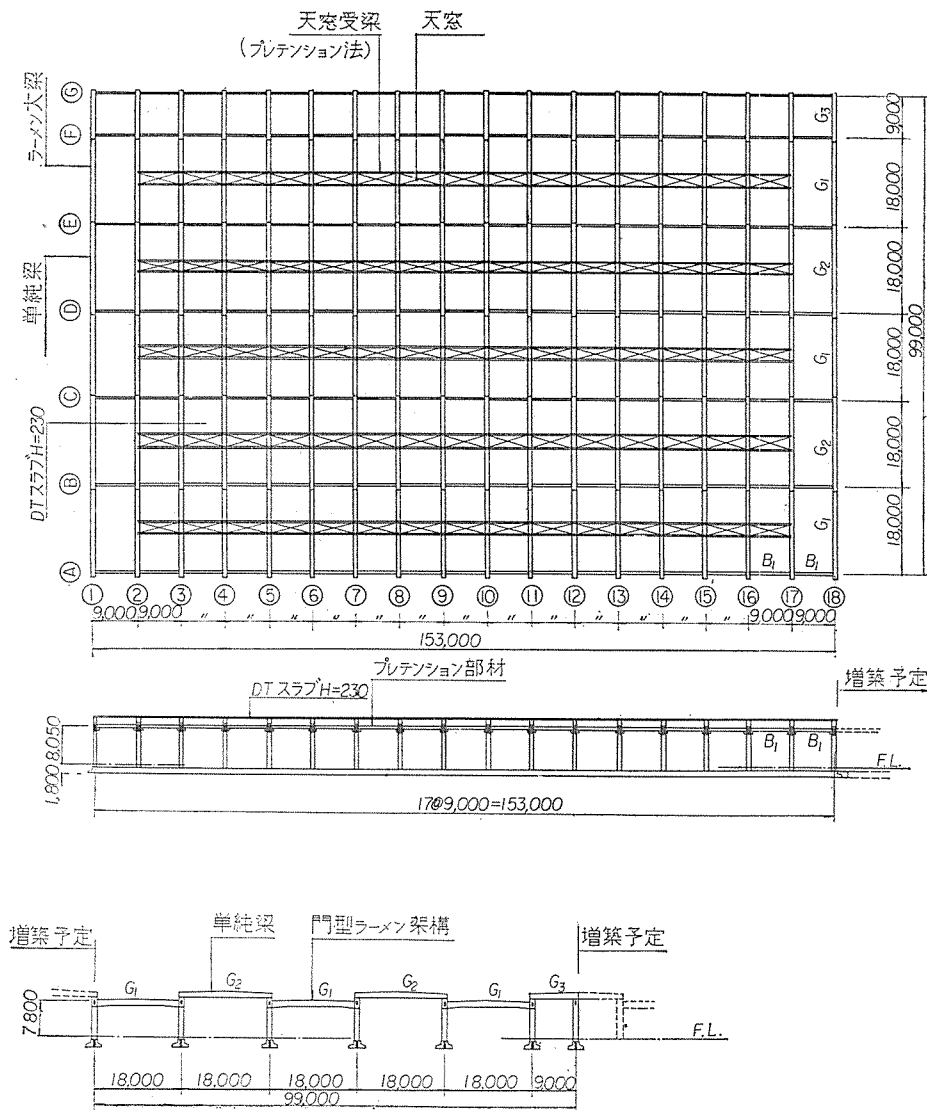 天窓受梁 天窓
(プレテンション法)
ラーメン大梁
単純梁
DTスラブH=230
G
F
E
D
C
B
A
G3
G1
G2
G1
G2
G1
B1 B1
9,000
18,000
18,000
18,000
18,000
18,000
99,000
1 2 3 4 5 6 7 8 9 10 11 12 13 14 15 16 17 18
9,000 9,000 〃 〃 〃 〃 〃 〃 〃 〃 〃 〃 〃 〃 〃 9,000 9,000
153,000
プレテンション部材
DTスラブH=230
増築予定
B1 B1
F.L.
8,050
1,800
17@9,000=153,000
増築予定 単純梁 門型ラーメン架構 増築予定
G1 G2 G1 G2 G1 G3
7,800
F.L.
18,000 18,000 18,000 18,000 18,000 9,000
99,000